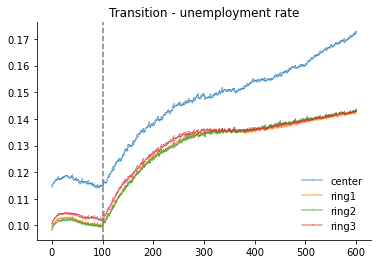 Transition - unemployment rate
0.17
0.16
0.15
0.14
0.13
0.12
0.11
0.10
center
ring1
ring2
ring3
0 100 200 300 400 500 600